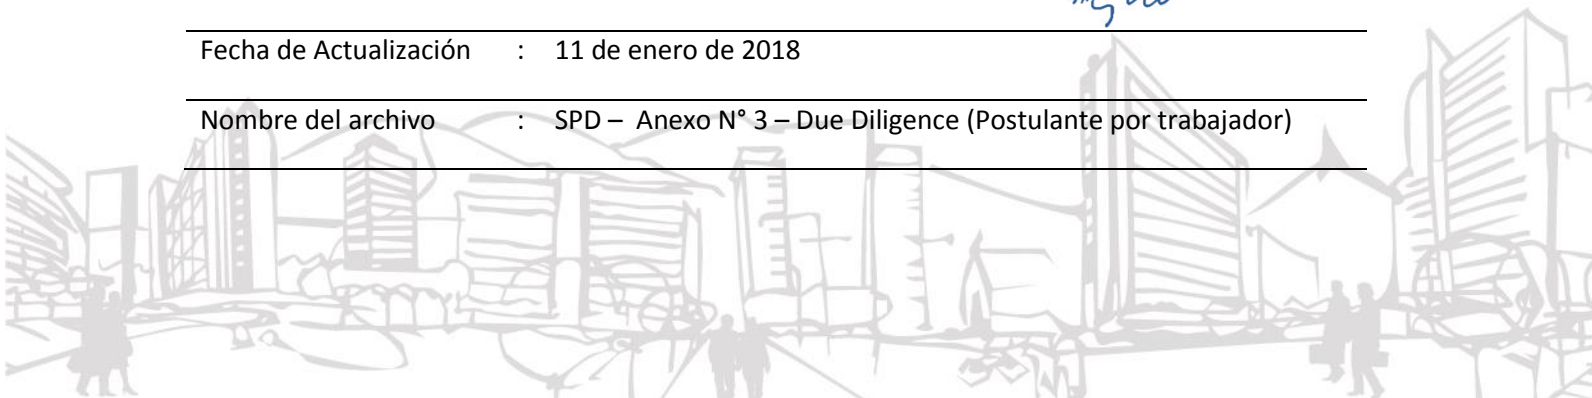 Fecha de Actualización : 11 de enero de 2018
Nombre del archivo : SPD – Anexo N° 3 – Due Diligence (Postulante por trabajador)